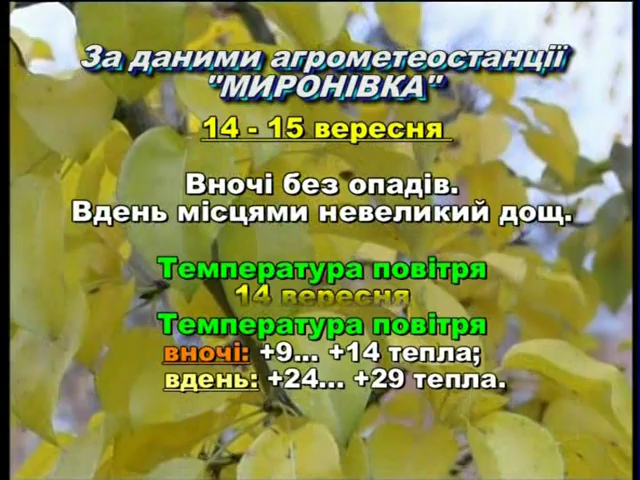 За даними агрометеостанції
"МИРОНІВКА"
14 - 15 вересня
Вночі без опадів.
Вдень місцями невеликий дощ.
Температура повітря
14 вересня
Температура повітря
вночі: +9... +14 тепла;
вдень: +24... +29 тепла.